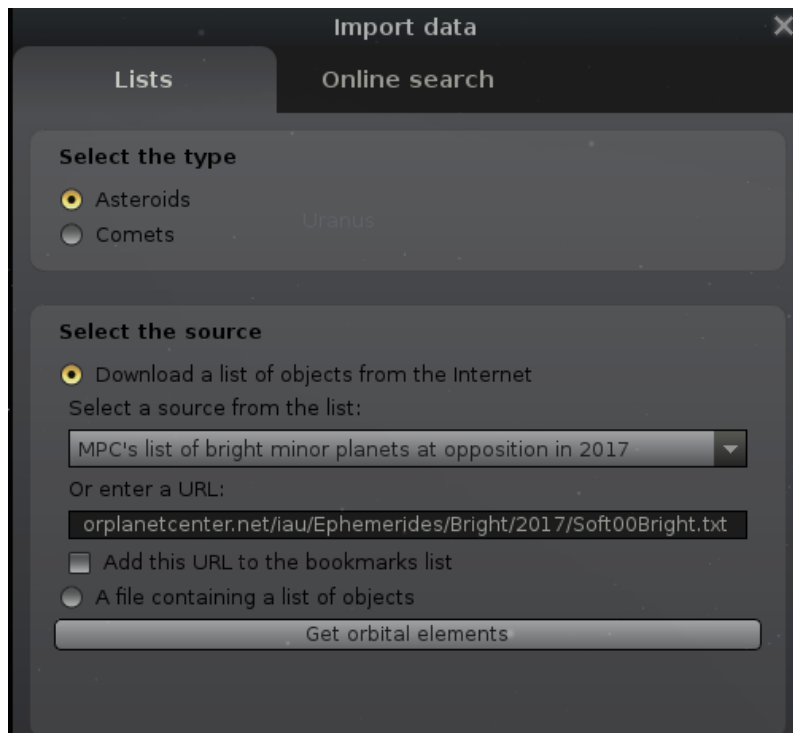 Import data
Lists
Online search
Select the type
Asteroids
Uranus
Comets
Select the source
Download a list of objects from the Internet
Select a source from the list:
MPC's list of bright minor planets at opposition in 2017
Or enter a URL:
orplanetcenter.net/iau/Ephemerides/Bright/2017/Soft00Bright.txt
Add this URL to the bookmarks list
A file containing a list of objects
Get orbital elements